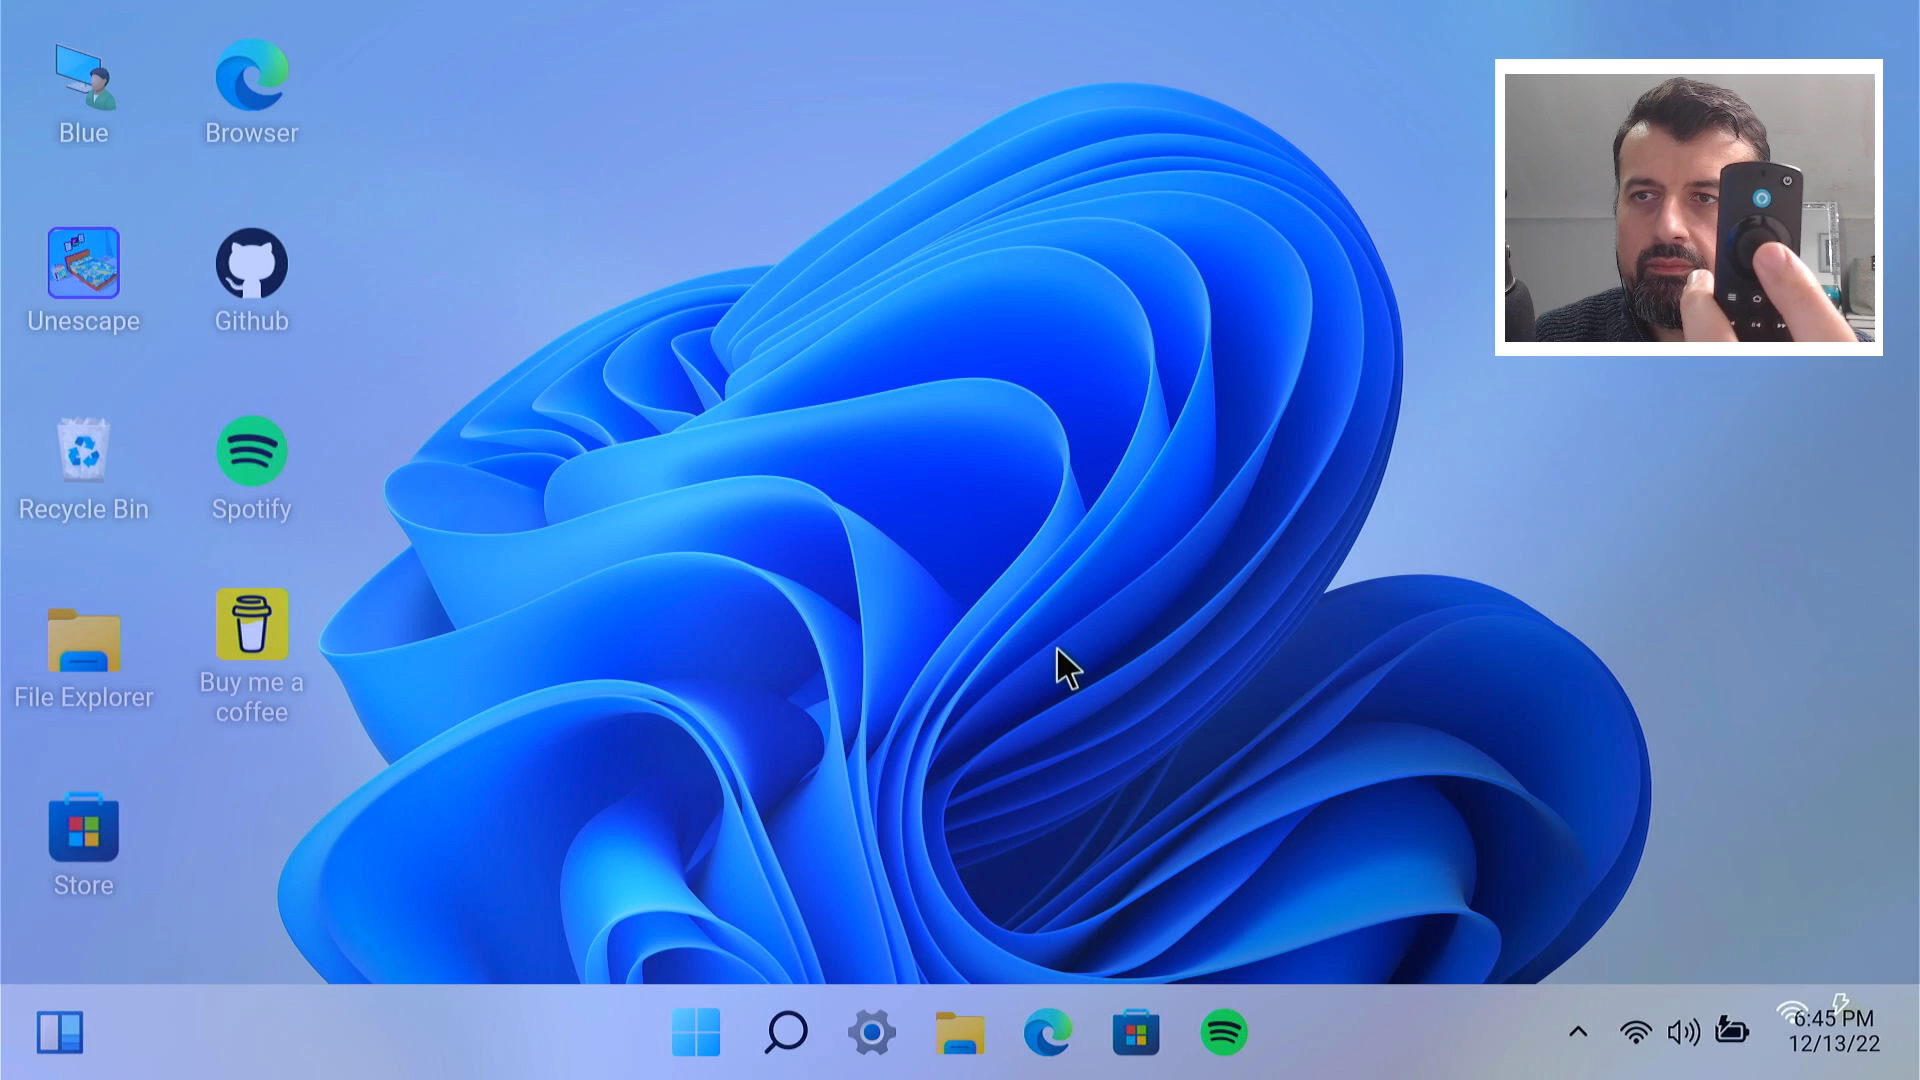 Blue
Browser
Unescape
Github
Recycle Bin
Spotify
File Explorer
Buy me a
coffee
Store
6:45 PM
12/13/22